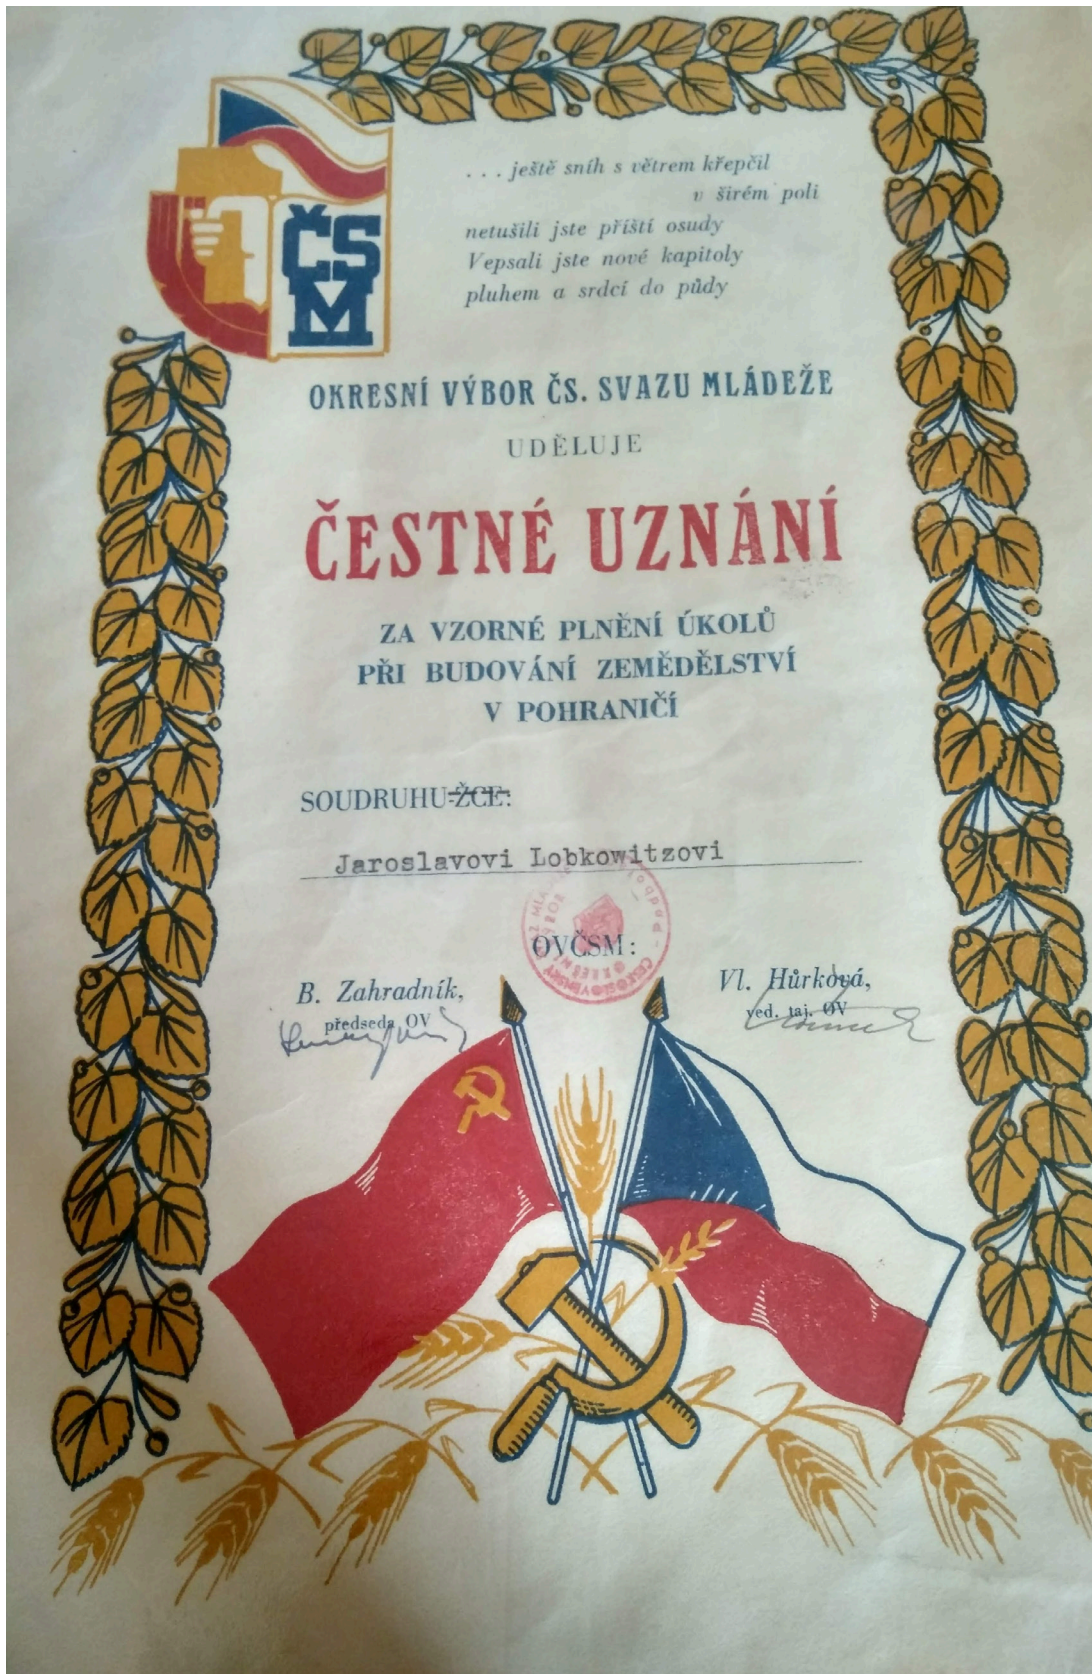 ČS
M
... ještě sníh s větrem křepčil
v širém poli
netušili jste příští osudy
Vepsali jste nové kapitoly
pluhem a srdcí do půdy
OKRESNÍ VÝBOR ČS. SVAZU MLÁDEŽE
UDĚLUJE
ČESTNÉ UZNÁNÍ
ZA VZORNÉ PLNĚNÍ ÚKOLŮ
PŘI BUDOVÁNÍ ZEMĚDĚLSTVÍ
V POHRANIČÍ
SOUDRUHU-ŽCE:
Jaroslavovi Lobkowitzovi
OVČSM:
B. Zahradník,
předseda OV
Vl. Hůrková,
ved. taj. OV